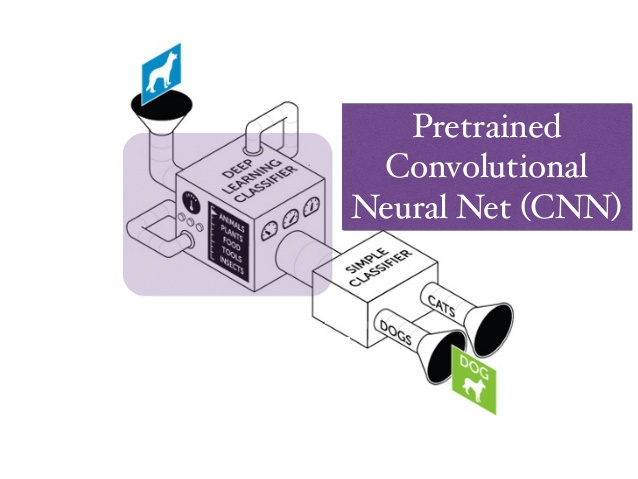 Pretrained
Convolutional
Neural Net (CNN)
DEEP
LEARNING
CLASSIFIER
ANIMALS
PLANTS
FOOD
TOOLS
INSECTS
SIMPLE
CLASSIFIER
CATS
DOGS
DOG